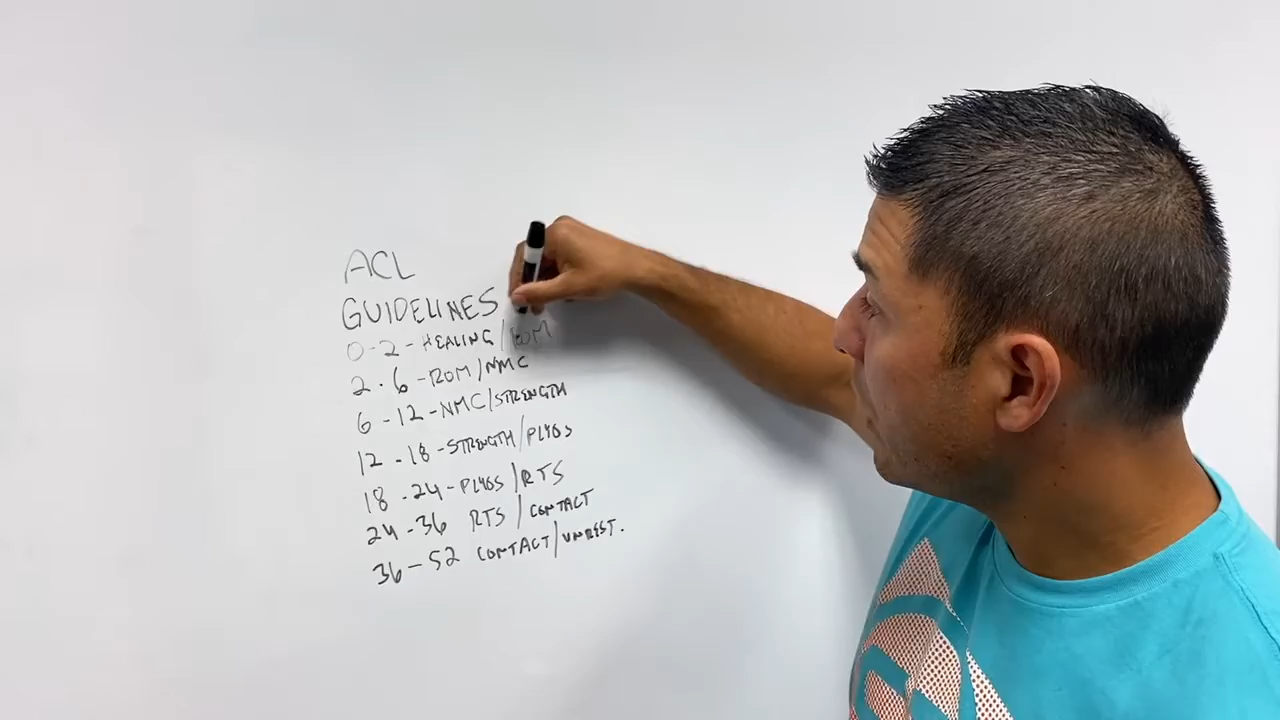 ACL
GUIDELINES
0-2-HEALING/ROM
2-6-ROM/NMC
6-12-NMC/STRENGTH
12-18-STRENGTH/PLYOS
18-24-PLYOS/RTS
24-36 RTS/CONTACT
36-52 CONTACT/UNREST.